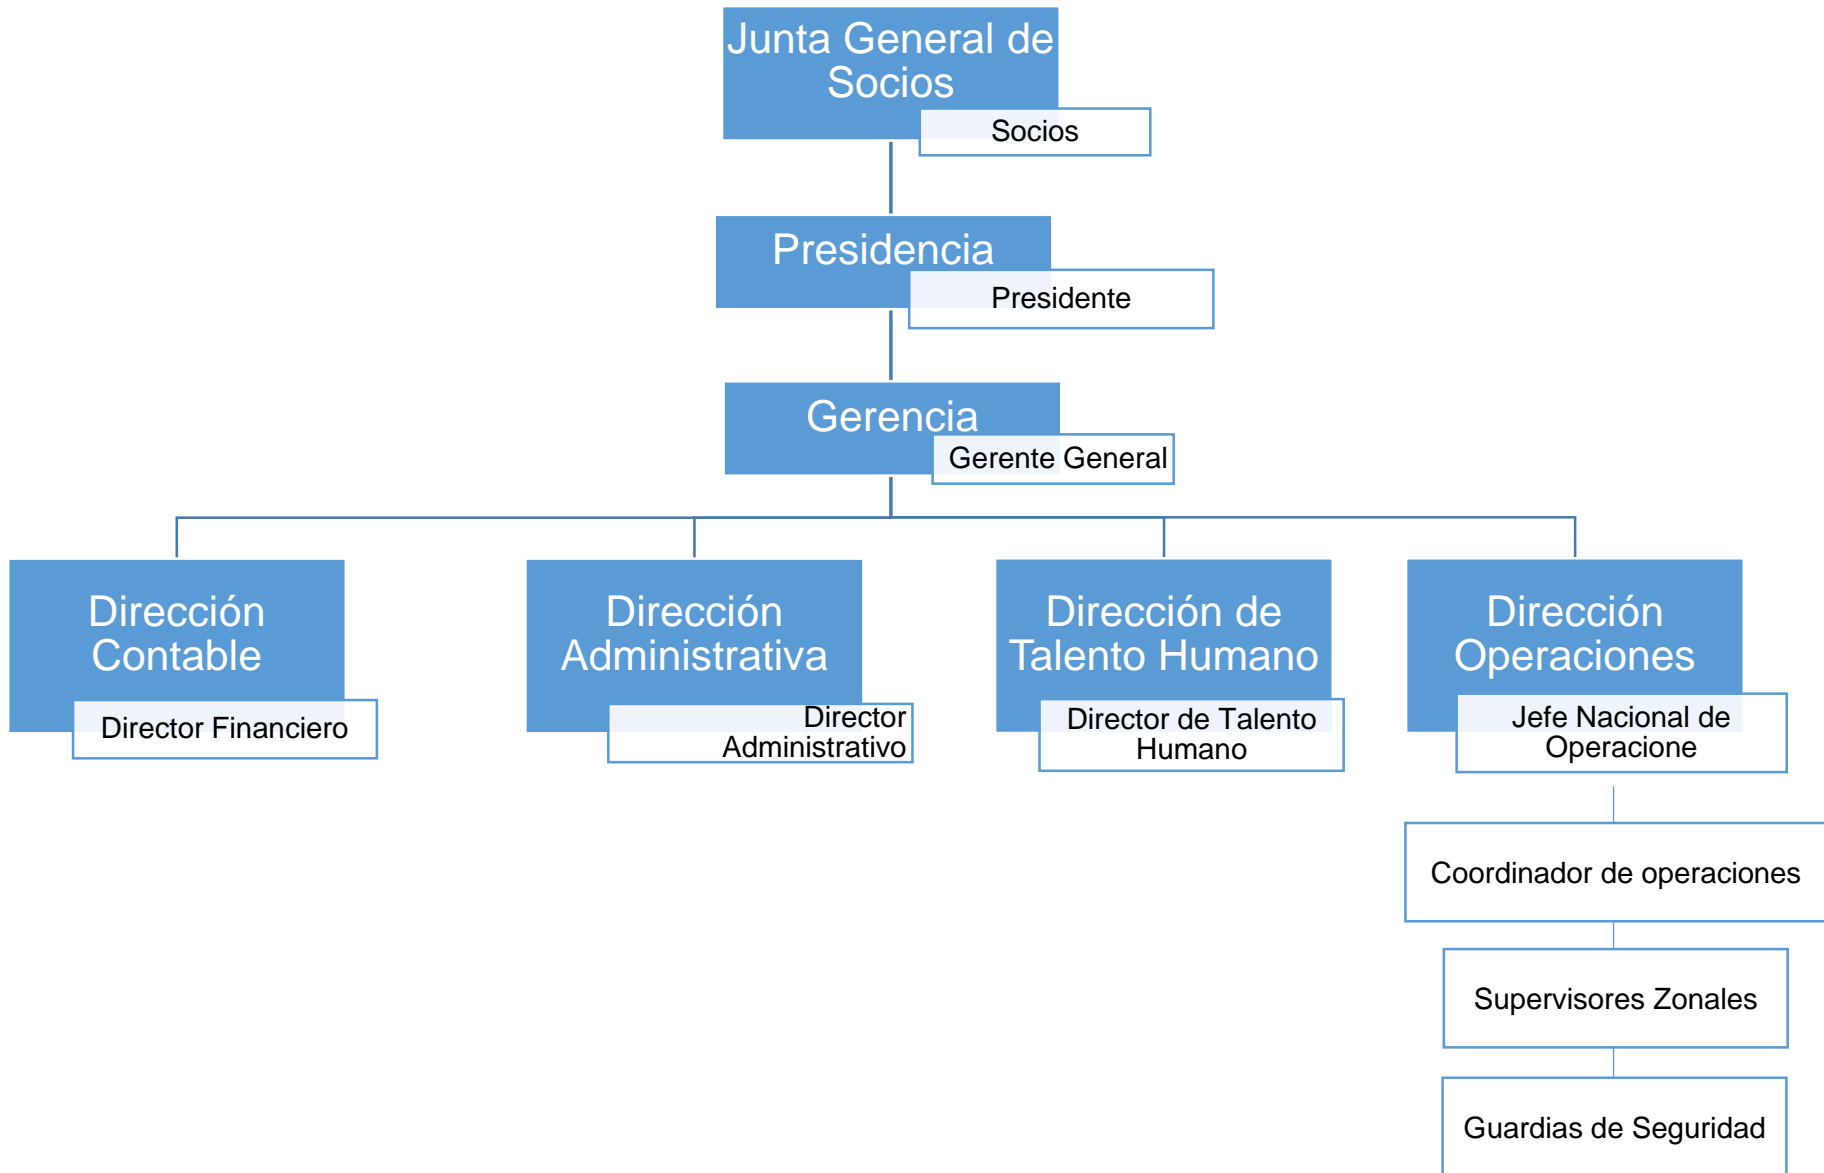 Junta General de
Socios
Socios
Presidencia
Presidente
Gerencia
Gerente General
Dirección
Contable
Director Financiero
Dirección
Administrativa
Director
Administrativo
Dirección de
Talento Humano
Director de Talento
Humano
Dirección
Operaciones
Jefe Nacional de
Operacione
Coordinador de operaciones
Supervisores Zonales
Guardias de Seguridad